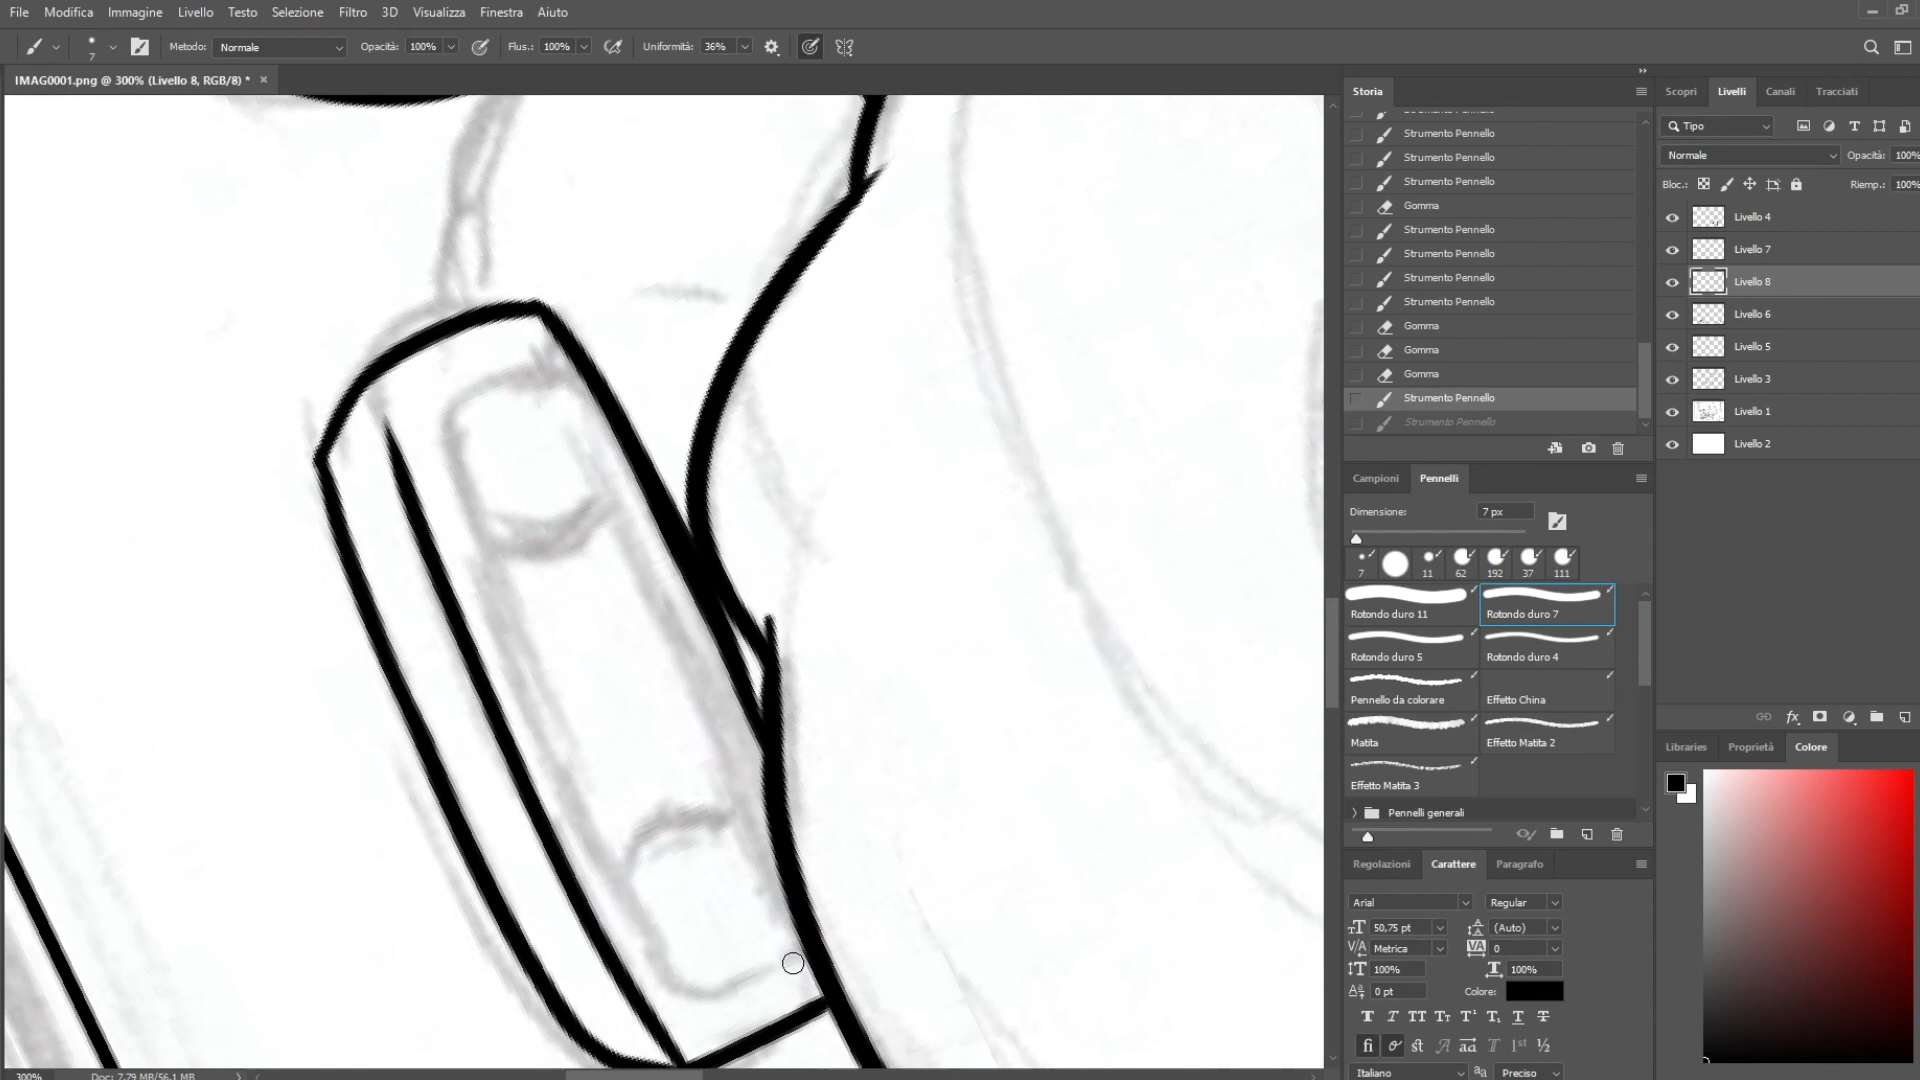 File Modifica Immagine Livello Testo Selezione Filtro 3D Visualizza Finestra Aiuto
7 Metodo: Normale Opacità: 100% Flus.: 100% Uniformità: 36%
IMAG0001.png @ 300% (Livello 8, RGB/8) * ×
Storia
Strumento Pennello
Strumento Pennello
Strumento Pennello
Gomma
Strumento Pennello
Strumento Pennello
Strumento Pennello
Strumento Pennello
Gomma
Gomma
Gomma
Strumento Pennello
Strumento Pennello
Campioni Pennelli
Dimensione: 7 px
7 11 62 192 37 111
Rotondo duro 11 Rotondo duro 7
Rotondo duro 5 Rotondo duro 4
Pennello da colorare Effetto China
Matita Effetto Matita 2
Effetto Matita 3
Pennelli generali
Regolazioni Carattere Paragrafo
Arial Regular
50,75 pt (Auto)
Metrica 0
100% 100%
0 pt Colore:
Italiano Preciso
Scopri Livelli Canali Tracciati
Tipo
Normale Opacità: 100%
Bloc.: Riemp.: 100%
Livello 4
Livello 7
Livello 8
Livello 6
Livello 5
Livello 3
Livello 1
Livello 2
Libraries Proprietà Colore
300% Doc: 7,79 MB/56,1 MB